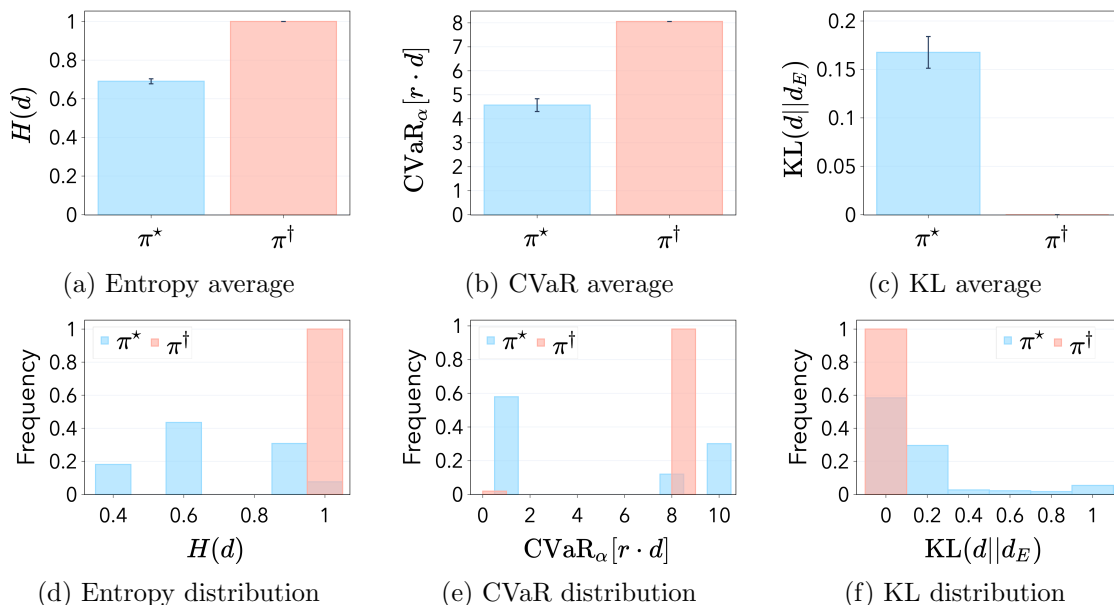 H(d)
1
0.8
0.6
0.4
0.2
0
π⋆ π†
(a) Entropy average
CVaRα[r · d]
8
7
6
5
4
3
2
1
0
π⋆ π†
(b) CVaR average
KL(d||dE)
0.2
0.15
0.1
0.05
0
π⋆ π†
(c) KL average
Frequency
1
0.8
0.6
0.4
0.2
0
π⋆ π†
0.4 0.6 0.8 1
H(d)
(d) Entropy distribution
Frequency
1
0.8
0.6
0.4
0.2
0
π⋆ π†
0 2 4 6 8 10
CVaRα[r · d]
(e) CVaR distribution
Frequency
1
0.8
0.6
0.4
0.2
0
π⋆ π†
0 0.2 0.4 0.6 0.8 1
KL(d||dE)
(f) KL distribution